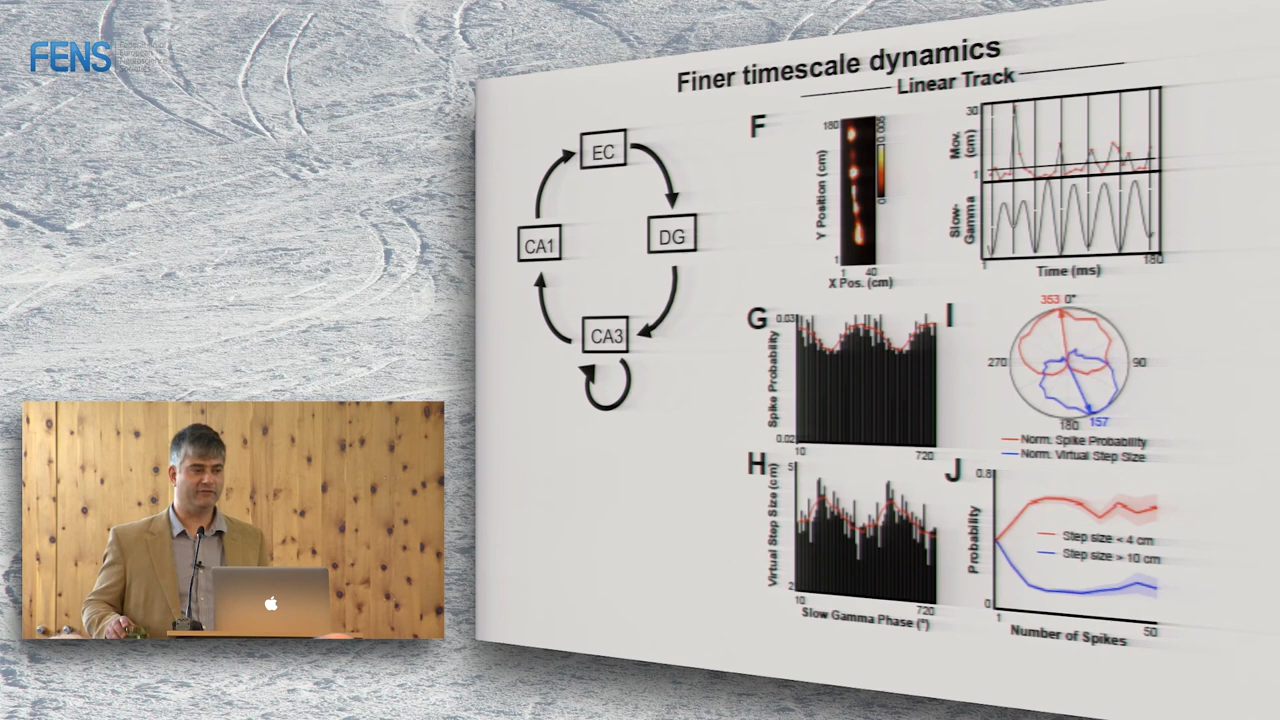 FENS
Finer timescale dynamics
Linear Track
EC
DG
CA3
CA1
F
180
Y Position (cm)
1
40
X Pos. (cm)
0
30
Mov. (cm)
1
Slow-Gamma
1
180
Time (ms)
G
0.03
Spike Probability
0.02
10
720
I
353
0°
270
90
180
157
Norm. Spike Probability
Norm. Virtual Step Size
H
5
Virtual Step Size (cm)
2
10
720
Slow Gamma Phase (°)
J
0.8
Probability
0
Step size < 4 cm
Step size > 10 cm
1
50
Number of Spikes